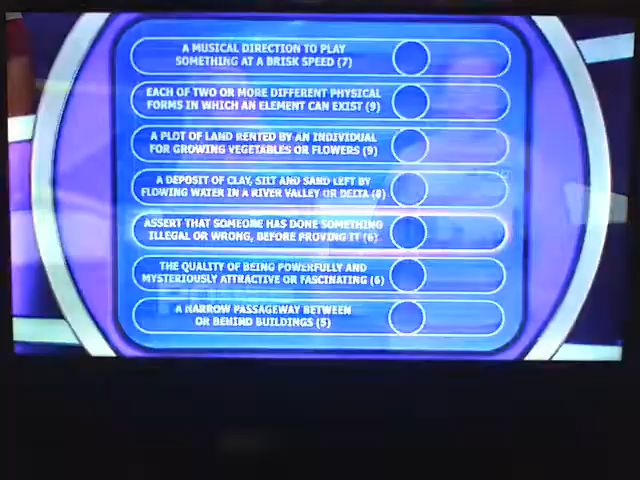 A MUSICAL DIRECTION TO PLAY
SOMETHING AT A BRISK SPEED (7)
EACH OF TWO OR MORE DIFFERENT PHYSICAL
FORMS IN WHICH AN ELEMENT CAN EXIST (9)
A PLOT OF LAND RENTED BY AN INDIVIDUAL
FOR GROWING VEGETABLES OR FLOWERS (9)
A DEPOSIT OF CLAY, SILT AND SAND LEFT BY
FLOWING WATER IN A RIVER VALLEY OR DELTA (8)
ASSERT THAT SOMEONE HAS DONE SOMETHING
ILLEGAL OR WRONG, BEFORE PROVING IT (6)
THE QUALITY OF BEING POWERFULLY AND
MYSTERIOUSLY ATTRACTIVE OR FASCINATING (6)
A NARROW PASSAGEWAY BETWEEN
OR BEHIND BUILDINGS (5)